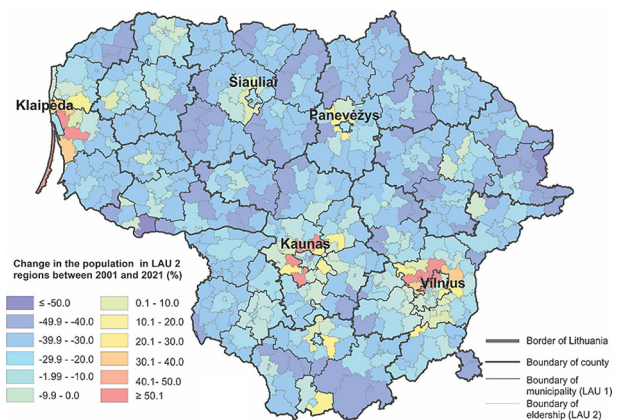 Šiauliai
Klaipėda
Panevėžys
Kaunas
Vilnius
Change in the population in LAU 2
regions between 2001 and 2021 (%)
≤ -50.0
-49.9 - -40.0
-39.9 - -30.0
-29.9 - -20.0
-1.99 --10.0
-9.9 - 0.0
0.1 - 10.0
10.1 - 20.0
20.1 - 30.0
30.1 - 40.0
40.1- 50.0
≥ 50.1
Border of Lithuania
Boundary of county
Boundary of
municipality (LAU 1)
Boundary of
eldership (LAU 2)